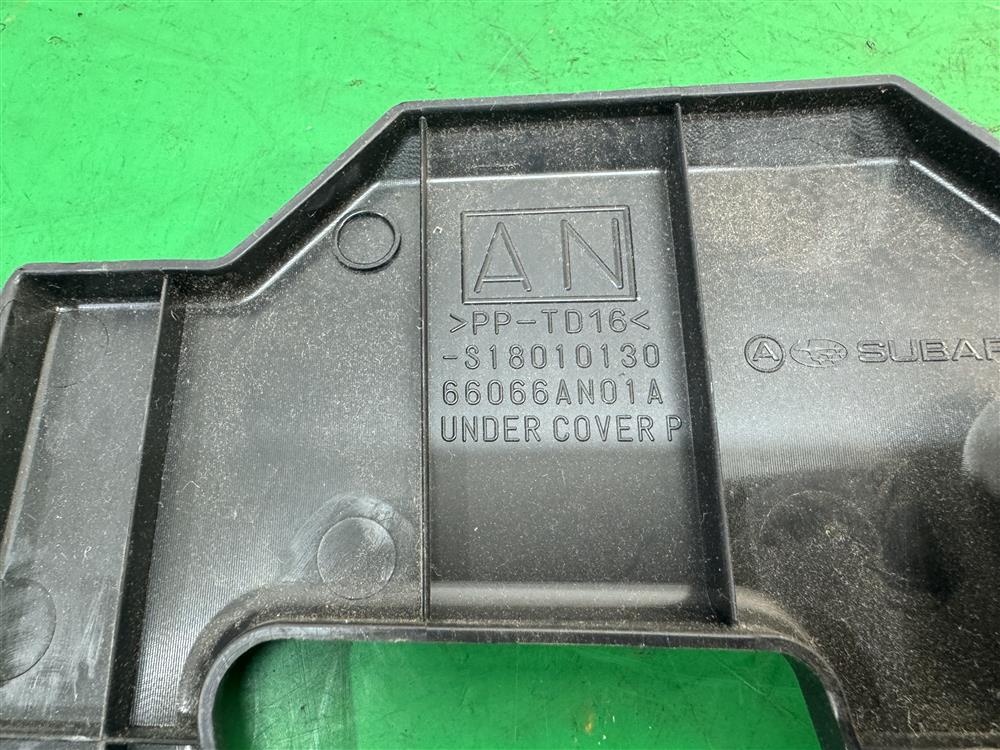 AN
>PP-TD16<
-S18010130
66066AN01A
UNDER COVER P
A SUBAR